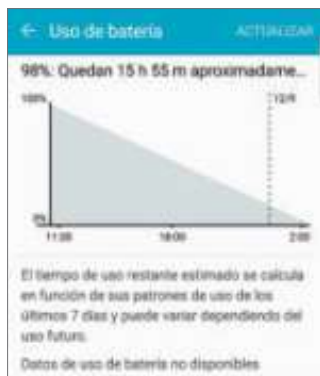 Uso de batería
ACTUALIZAR
98%: Quedan 15 h 55 m aproximadame...
100%
12/9
0%
11:00 18:00 2:00
El tiempo de uso restante estimado se calcula
en función de sus patrones de uso de los
últimos 7 días y puede variar dependiendo del
uso futuro.
Datos de uso de batería no disponibles